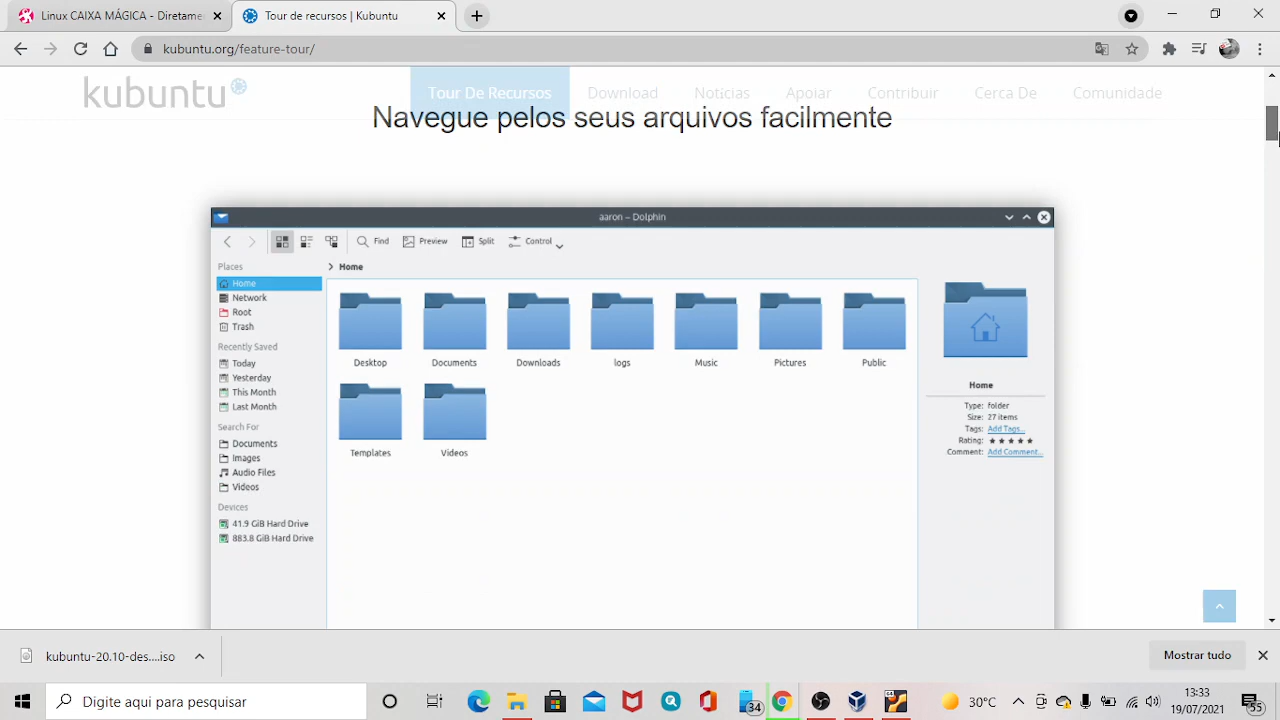 Linux CAIXA MÁGICA - Distribuiçõ
Tour de recursos | Kubuntu
kubuntu.org/feature-tour/
kubuntu
Tour De Recursos
Download
Notícias
Apoiar
Contribuir
Cerca De
Comunidade
Navegue pelos seus arquivos facilmente
aaron – Dolphin
Find
Preview
Split
Control
Places
Home
Network
Root
Trash
Recently Saved
Today
Yesterday
This Month
Last Month
Search For
Documents
Images
Audio Files
Videos
Devices
41.9 GiB Hard Drive
883.8 GiB Hard Drive
Home
Desktop
Documents
Downloads
logs
Music
Pictures
Public
Templates
Videos
Home
Type: folder
Size: 27 items
Tags: Add Tags...
Rating:
Comment: Add Comment...
kubuntu-20.10-des....iso
Mostrar tudo
Digite aqui para pesquisar
34
30°C
13:33
19/07/2021
55